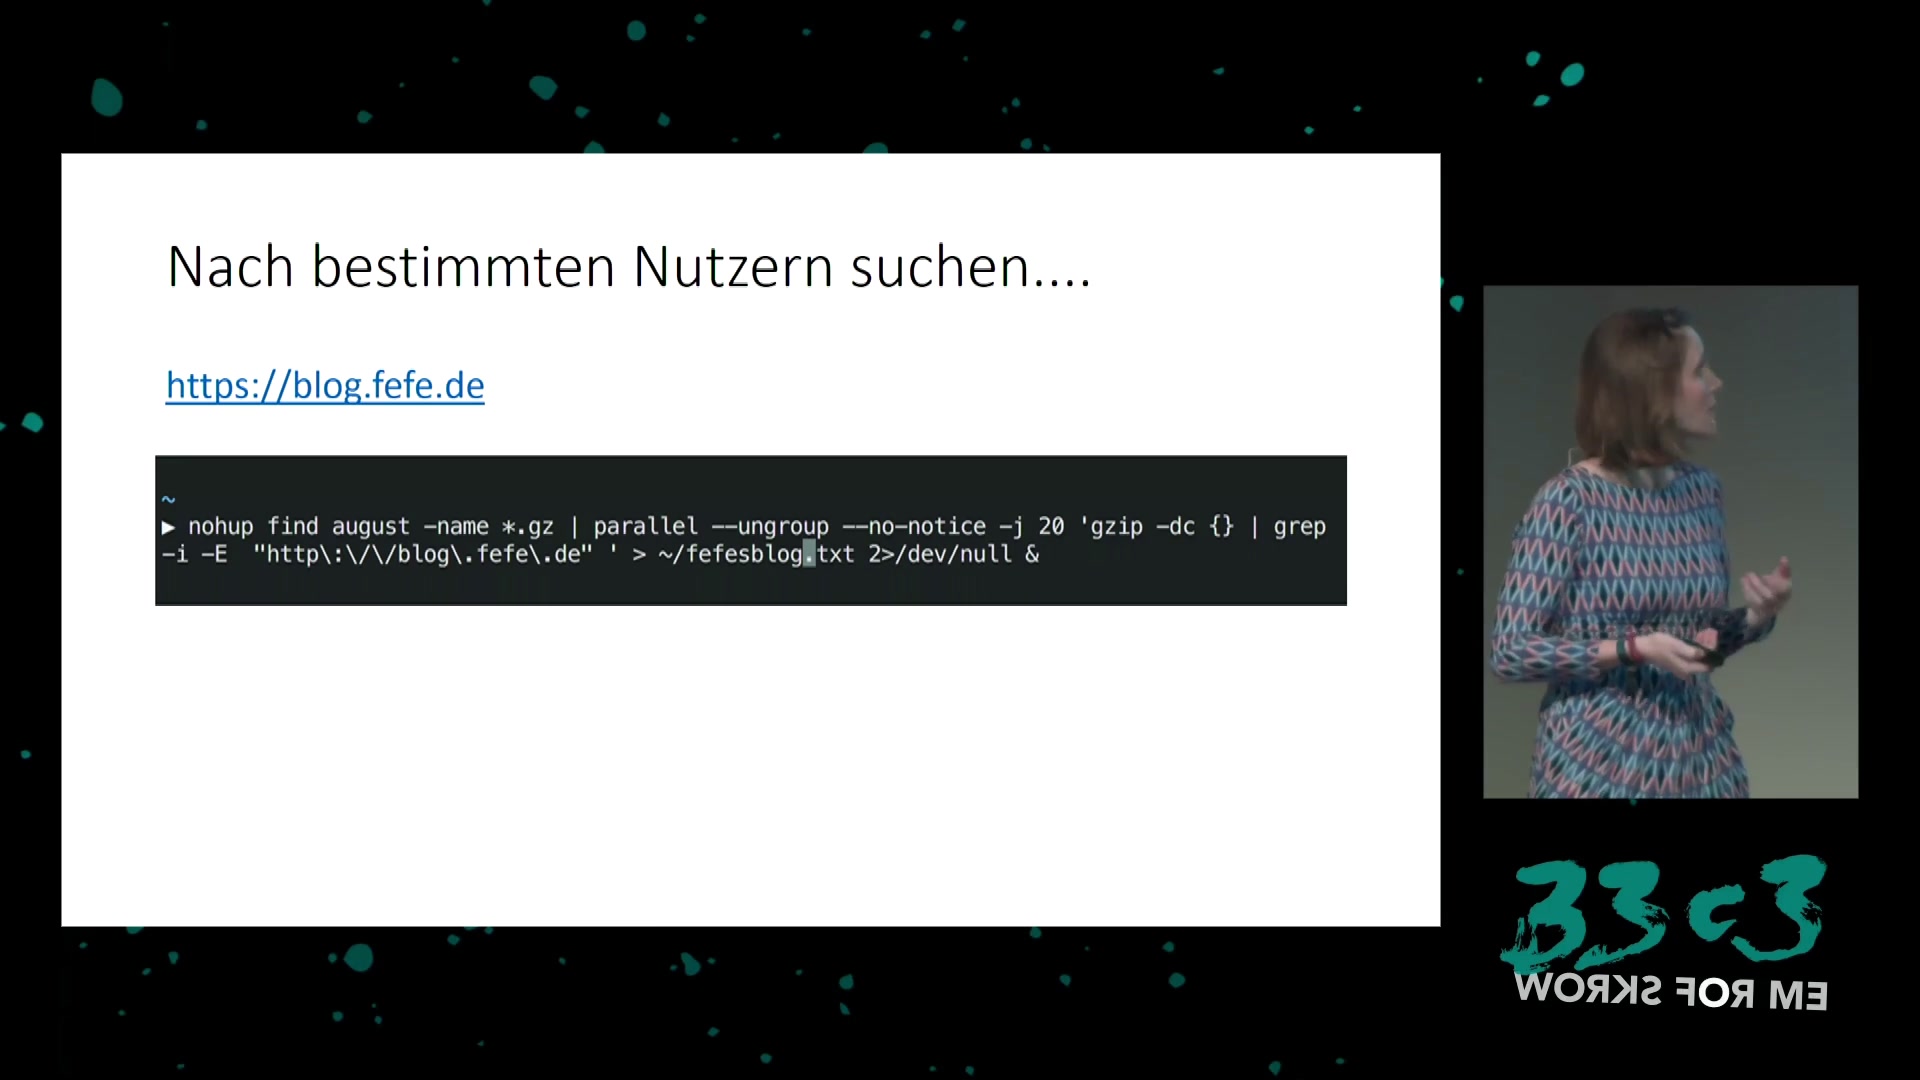 Nach bestimmten Nutzern suchen....
https://blog.fefe.de
~
▶ nohup find august -name *.gz | parallel --ungroup --no-notice -j 20 'gzip -dc {} | grep
-i -E  "http\:\/\/blog\.fefe\.de" ' > ~/fefesblog.txt 2>/dev/null &
33c3
WORKS FOR ME